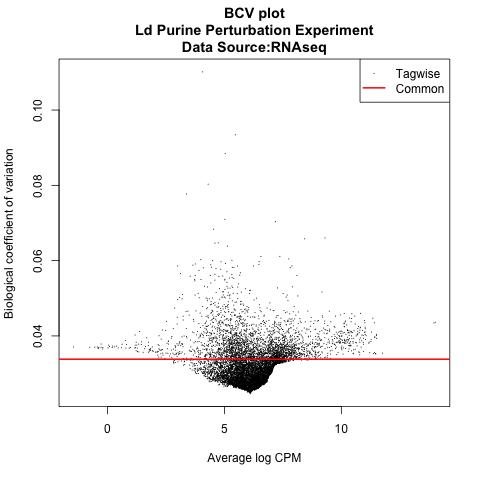 BCV plot
Ld Purine Perturbation Experiment
Data Source:RNAseq
Tagwise
Common
Biological coefficient of variation
0.10
0.08
0.06
0.04
0
5
10
Average log CPM